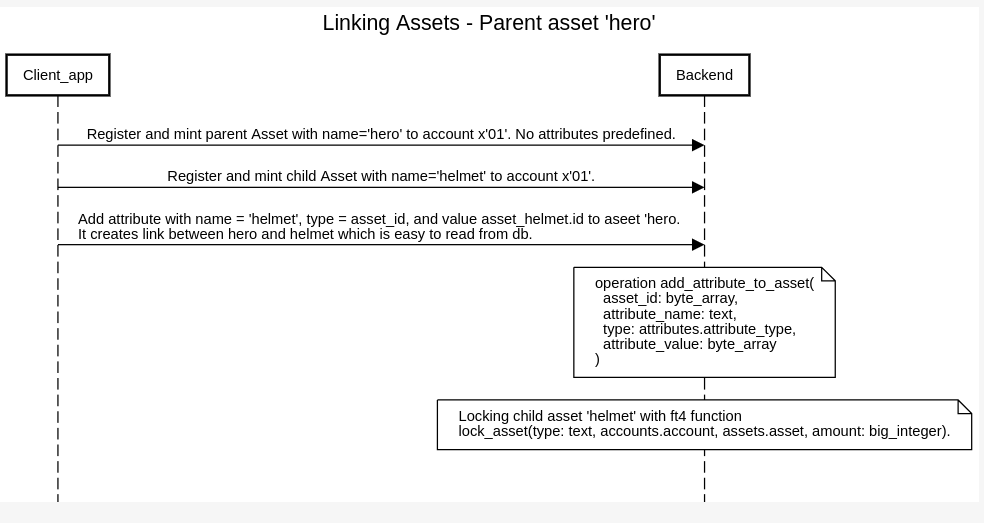 Linking Assets - Parent asset 'hero'
Client_app
Backend
Register and mint parent Asset with name='hero' to account x'01'. No attributes predefined.
Register and mint child Asset with name='helmet' to account x'01'.
Add attribute with name = 'helmet', type = asset_id, and value asset_helmet.id to aseet 'hero.
It creates link between hero and helmet which is easy to read from db.
operation add_attribute_to_asset(
asset_id: byte_array,
attribute_name: text,
type: attributes.attribute_type,
attribute_value: byte_array
)
Locking child asset 'helmet' with ft4 function
lock_asset(type: text, accounts.account, assets.asset, amount: big_integer).